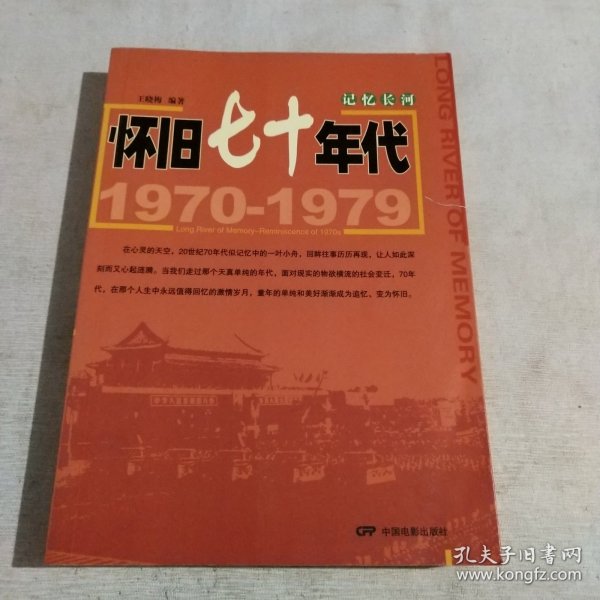 王晓梅 编著
记忆长河
怀旧七十年代
1970-1979
Long River of Memory-Reminiscence of 1970s
在心灵的天空，20世纪70年代似记忆中的一叶小舟，回眸往事历历再现，让人如此深
刻而又心起涟漪。当我们走过那个天真单纯的年代，面对现实的物欲横流的社会变迁，70年
代，在那个人生中永远值得回忆的激情岁月，童年的单纯和美好渐渐成为追忆、变为怀旧。
LONG RIVER OF MEMORY
CFP 中国电影出版社
孔夫子旧书网
www.kongfz.com